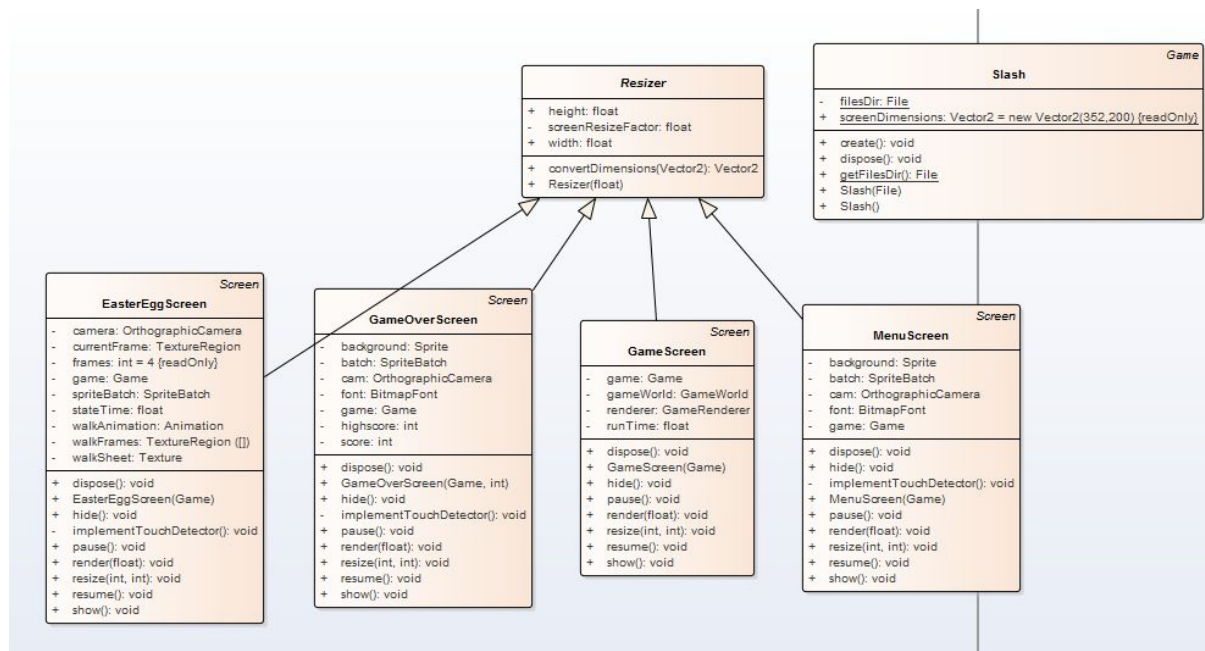 Resizer
+ height: float
- screenResizeFactor: float
+ width: float
+ convertDimensions(Vector2): Vector2
+ Resizer(float)
Game
Slash
- filesDir: File
+ screenDimensions: Vector2 = new Vector2(352,200) {readOnly}
+ create(): void
+ dispose(): void
+ getFilesDir(): File
+ Slash(File)
+ Slash()
Screen
EasterEggScreen
- camera: OrthographicCamera
- currentFrame: TextureRegion
- frames: int = 4 {readOnly}
- game: Game
- spriteBatch: SpriteBatch
- stateTime: float
- walkAnimation: Animation
- walkFrames: TextureRegion ([])
- walkSheet: Texture
+ dispose(): void
+ EasterEggScreen(Game)
+ hide(): void
- implementTouchDetector(): void
+ pause(): void
+ render(float): void
+ resize(int, int): void
+ resume(): void
+ show(): void
Screen
GameOverScreen
- background: Sprite
- batch: SpriteBatch
- cam: OrthographicCamera
- font: BitmapFont
- game: Game
- highscore: int
- score: int
+ dispose(): void
+ GameOverScreen(Game, int)
+ hide(): void
- implementTouchDetector(): void
+ pause(): void
+ render(float): void
+ resize(int, int): void
+ resume(): void
+ show(): void
Screen
GameScreen
- game: Game
- gameWorld: GameWorld
- renderer: GameRenderer
- runTime: float
+ dispose(): void
+ GameScreen(Game)
+ hide(): void
+ pause(): void
+ render(float): void
+ resize(int, int): void
+ resume(): void
+ show(): void
Screen
MenuScreen
- background: Sprite
- batch: SpriteBatch
- cam: OrthographicCamera
- font: BitmapFont
- game: Game
+ dispose(): void
+ hide(): void
- implementTouchDetector(): void
+ MenuScreen(Game)
+ pause(): void
+ render(float): void
+ resize(int, int): void
+ resume(): void
+ show(): void